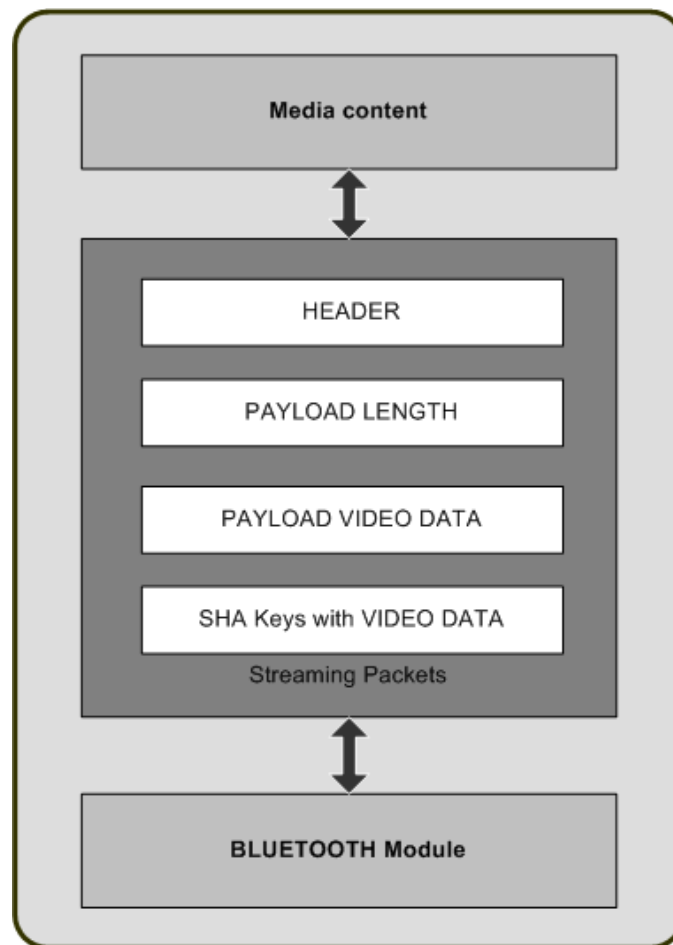 Media content
HEADER
PAYLOAD LENGTH
PAYLOAD VIDEO DATA
SHA Keys with VIDEO DATA
Streaming Packets
BLUETOOTH Module